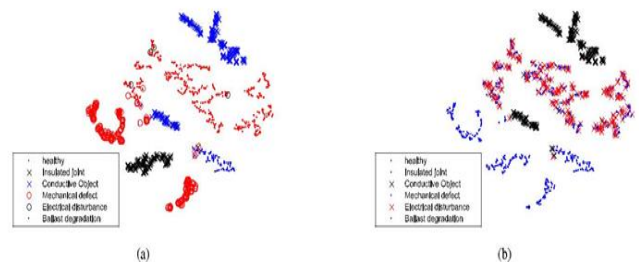 healthy
Insulated joint
Conductive Object
Mechanical defect
Electrical disturbance
Ballast degradation
(a)
healthy
Insulated Joint
Conductive Object
Mechanical defect
Electrical disturbance
Ballast degradation
(b)